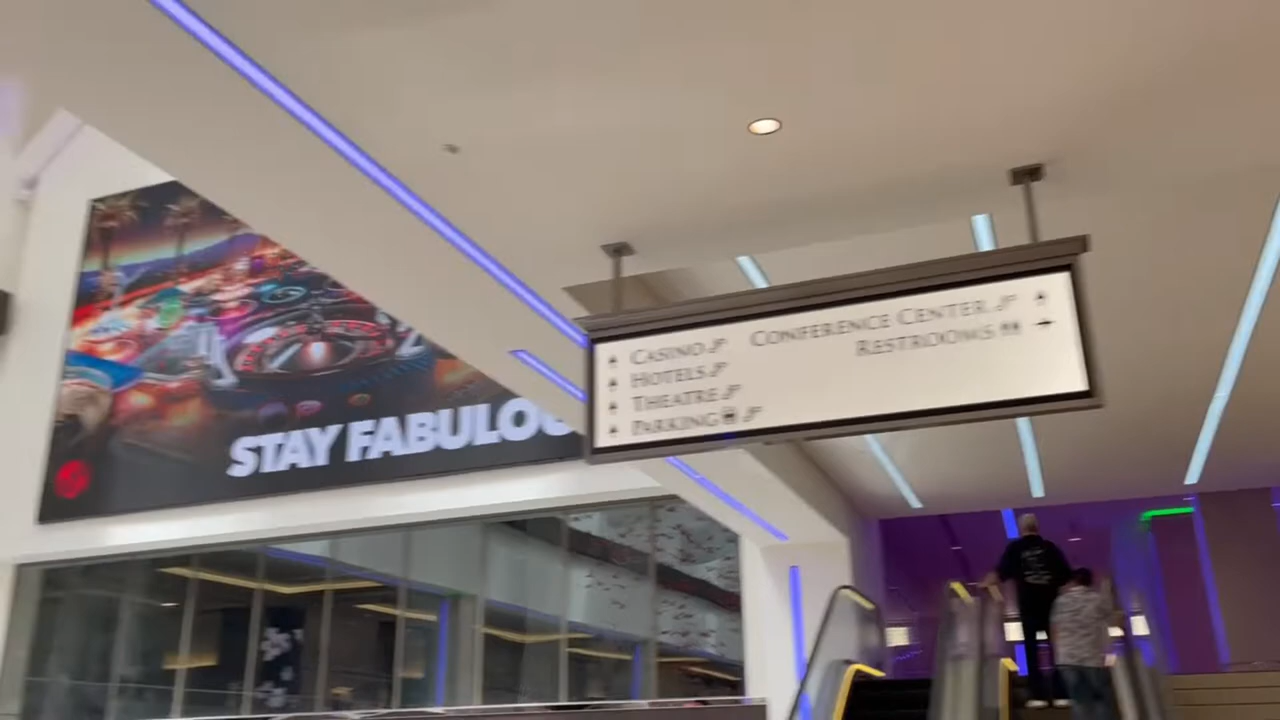 STAY FABULOU
CASINO
HOTELS
THEATRE
PARKING
CONFERENCE CENTER
RESTROOMS